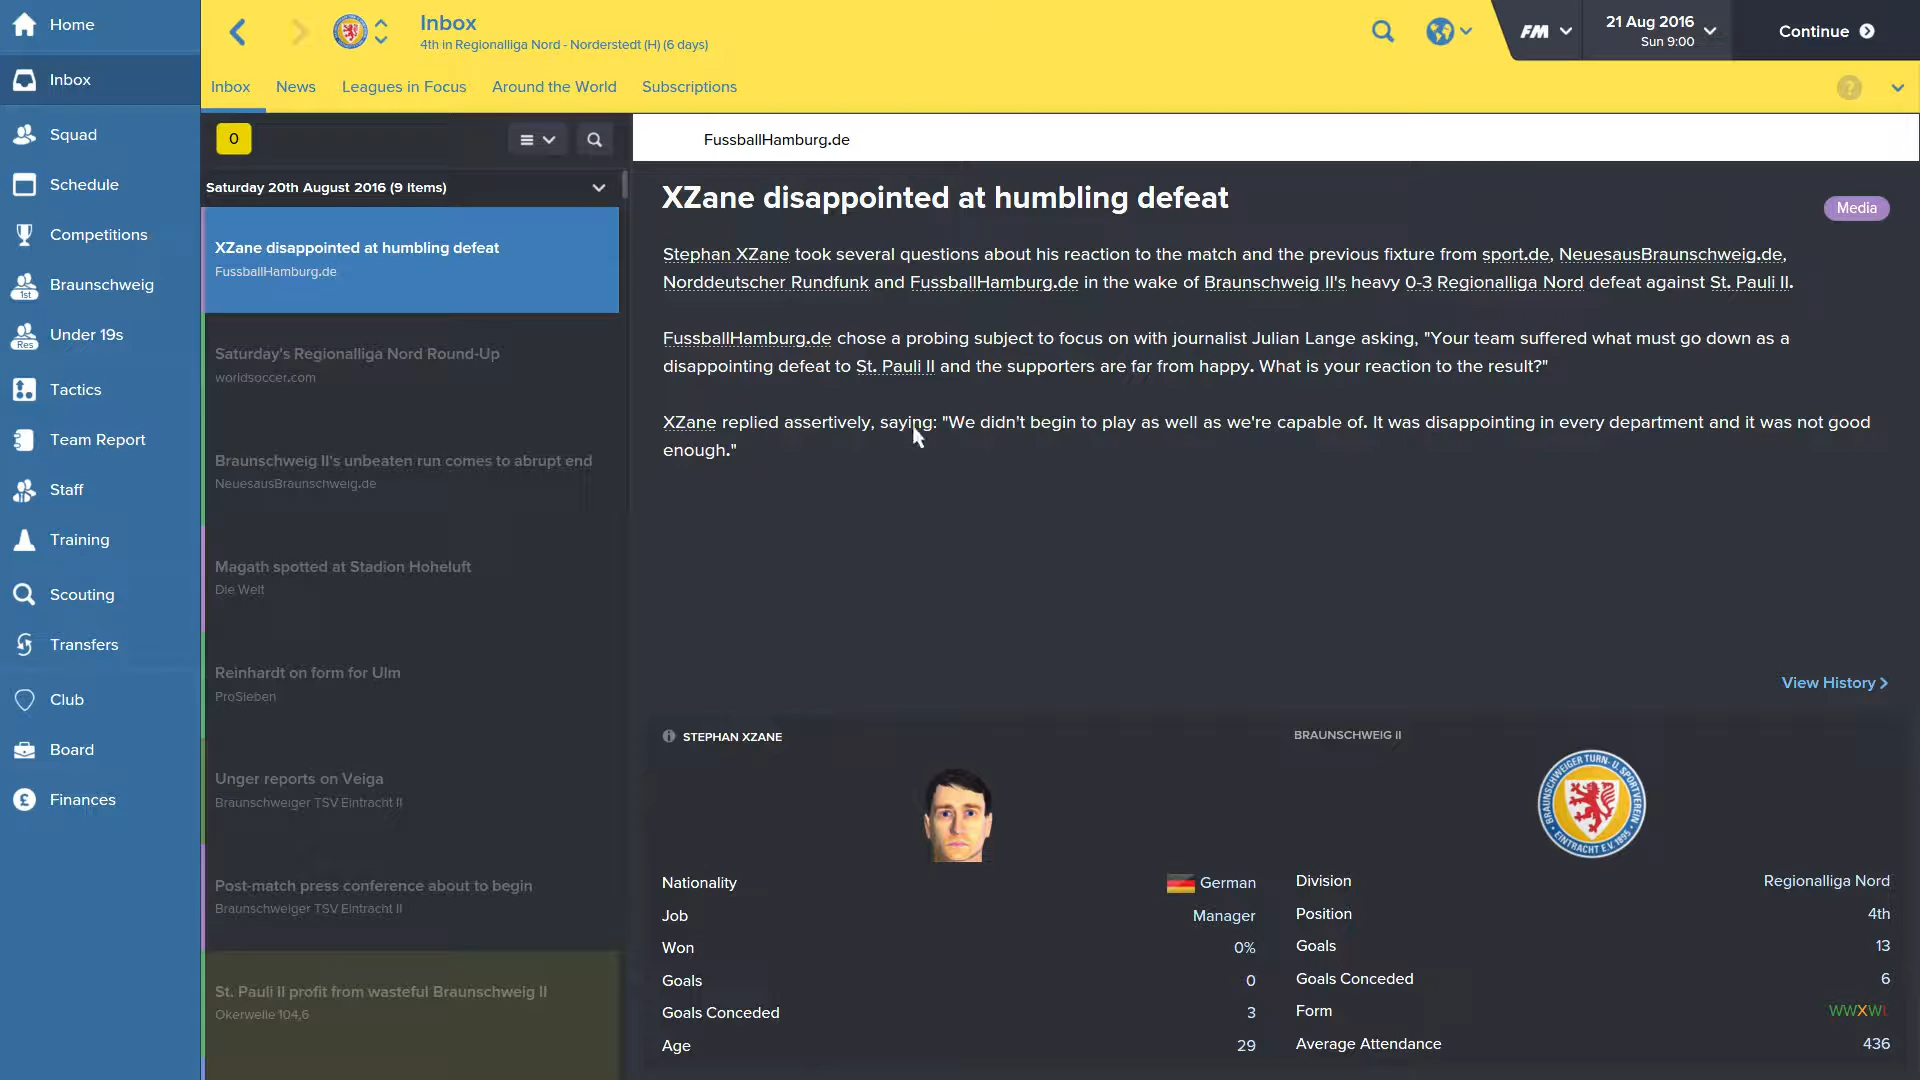 Home
Inbox
Squad
Schedule
Competitions
Braunschweig
1st
Under 19s
Res
Tactics
Team Report
Staff
Training
Scouting
Transfers
Club
Board
Finances
Inbox
4th in Regionalliga Nord - Norderstedt (H) (6 days)
FM
21 Aug 2016
Sun 9:00
Continue
Inbox
News
Leagues in Focus
Around the World
Subscriptions
?
0
Saturday 20th August 2016 (9 Items)
XZane disappointed at humbling defeat
FussballHamburg.de
Saturday's Regionalliga Nord Round-Up
worldsoccer.com
Braunschweig II's unbeaten run comes to abrupt end
NeuesausBraunschweig.de
Magath spotted at Stadion Hoheluft
Die Welt
Reinhardt on form for Ulm
ProSieben
Unger reports on Veiga
Braunschweiger TSV Eintracht II
Post-match press conference about to begin
Braunschweiger TSV Eintracht II
St. Pauli II profit from wasteful Braunschweig II
Okerwelle 104,6
FussballHamburg.de
XZane disappointed at humbling defeat
Media
Stephan XZane took several questions about his reaction to the match and the previous fixture from sport.de, NeuesausBraunschweig.de,
Norddeutscher Rundfunk and FussballHamburg.de in the wake of Braunschweig II's heavy 0-3 Regionalliga Nord defeat against St. Pauli II.
FussballHamburg.de chose a probing subject to focus on with journalist Julian Lange asking, "Your team suffered what must go down as a
disappointing defeat to St. Pauli II and the supporters are far from happy. What is your reaction to the result?"
XZane replied assertively, saying: "We didn't begin to play as well as we're capable of. It was disappointing in every department and it was not good
enough."
View History
STEPHAN XZANE
Nationality German
Job Manager
Won 0%
Goals 0
Goals Conceded 3
Age 29
BRAUNSCHWEIG II
BRAUNSCHWEIGER TURN- U. SPORTVEREIN
EINTRACHT E.V. 1895
Division Regionalliga Nord
Position 4th
Goals 13
Goals Conceded 6
Form WWXWL
Average Attendance 436